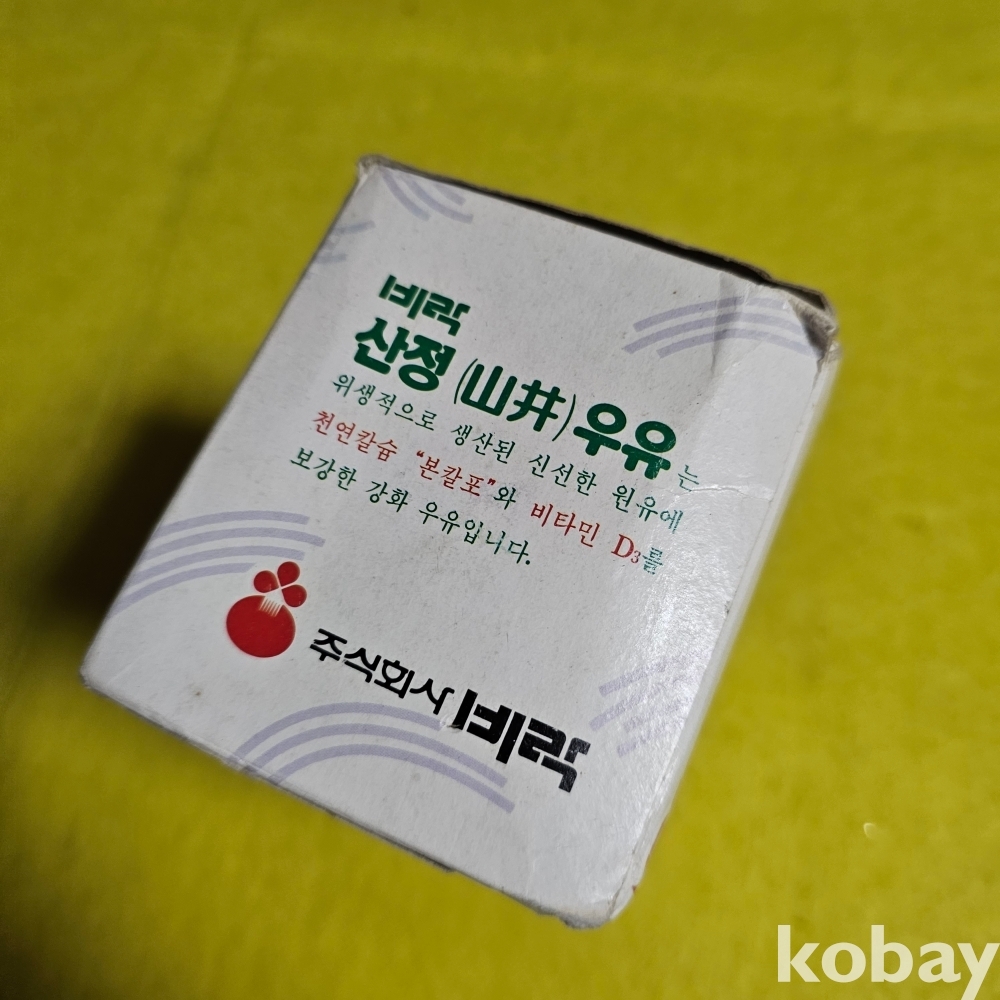 비락
산정(山井)우유는
위생적으로 생산된 신선한 원유에
천연칼슘 “본칼포”와 비타민 D3를
보강한 강화 우유입니다.
주식회사 비락
kobay